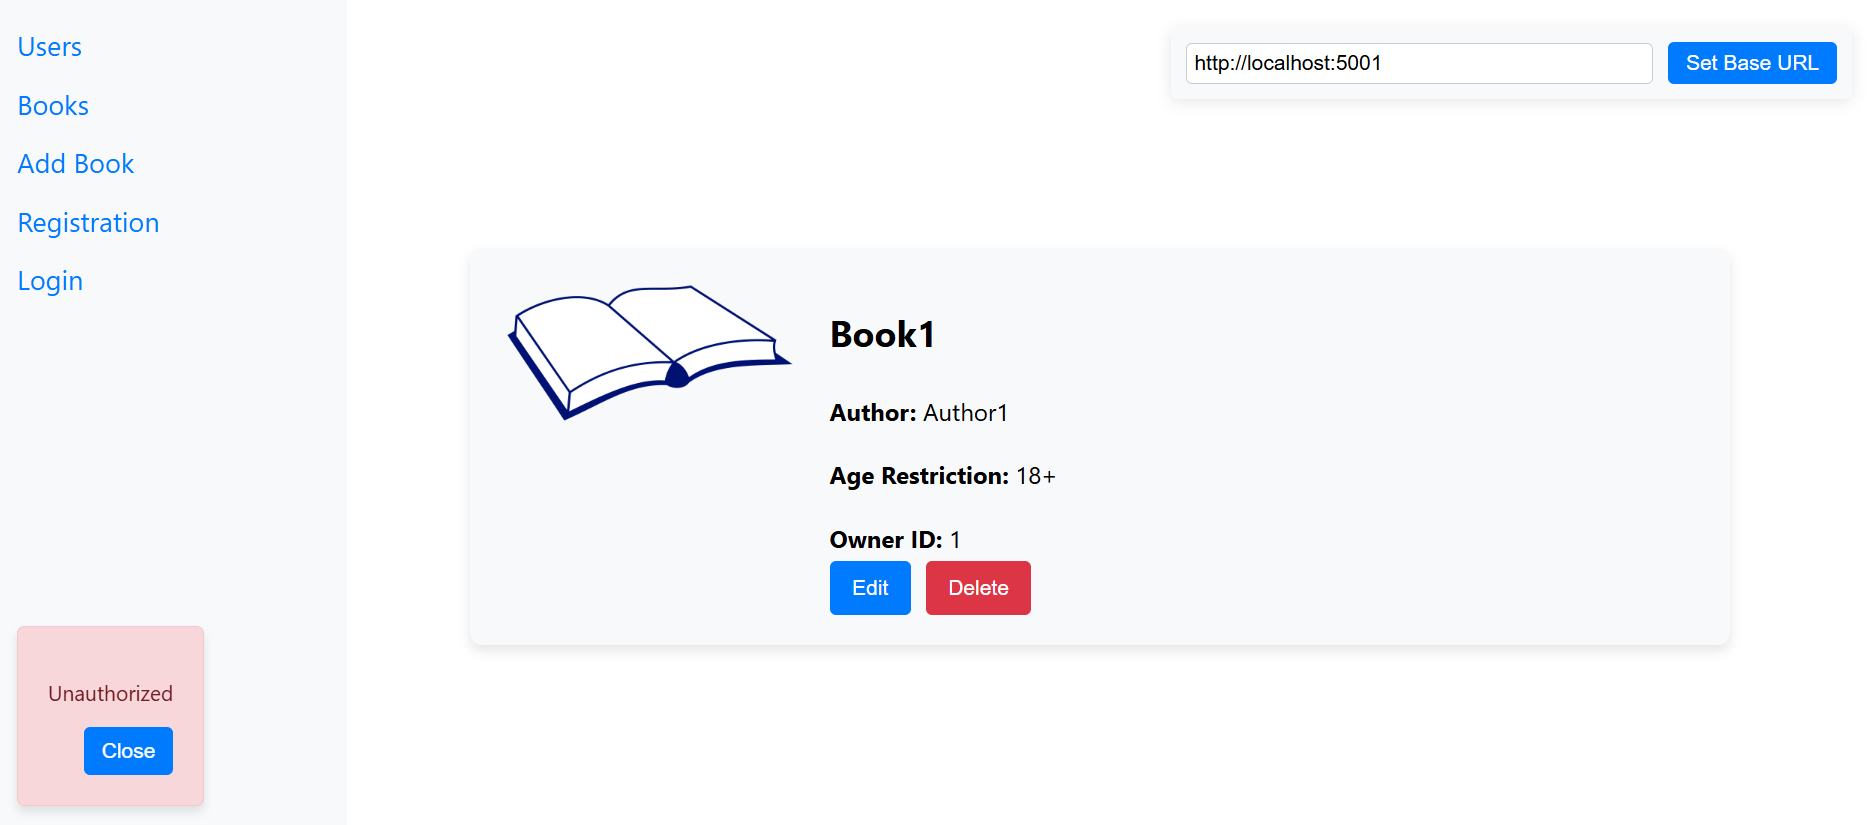 Users
Books
Add Book
Registration
Login
http://localhost:5001
Set Base URL
Book1
Author: Author1
Age Restriction: 18+
Owner ID: 1
Edit
Delete
Unauthorized
Close